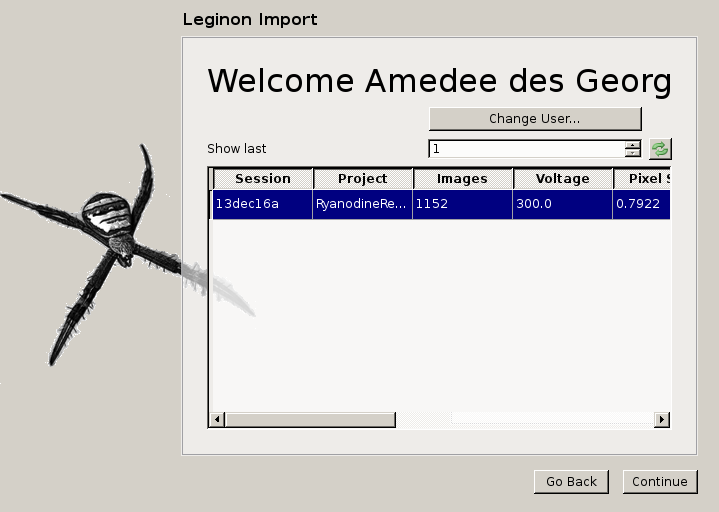 Leginon Import
Welcome Amedee des Georg
Change User...
Show last 1
Session Project Images Voltage Pixel S
13dec16a RyanodineRe... 1152 300.0 0.7922
Go Back Continue